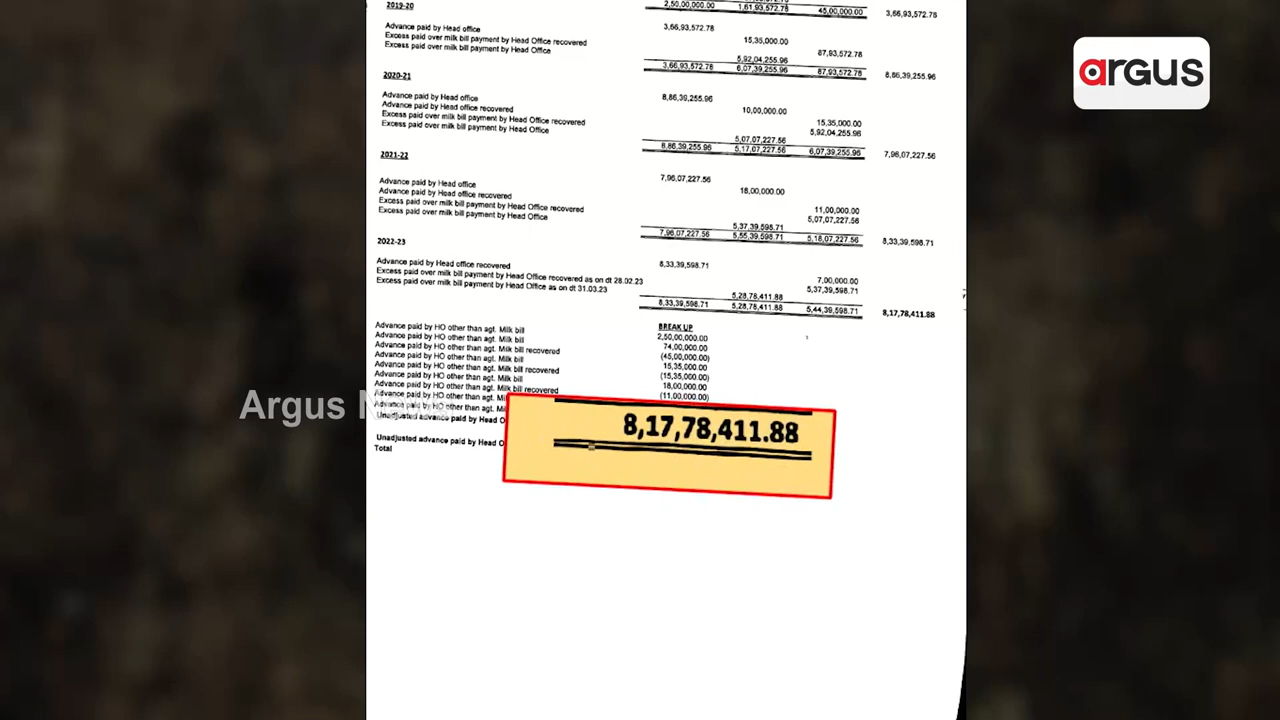 2019-20 2,50,00,000.00 1,61,93,572.78 45,00,000.00 3,66,93,572.78
Advance paid by Head office 3,66,93,572.78
Excess paid over milk bill payment by Head Office recovered 15,35,000.00
Excess paid over milk bill payment by Head Office 87,93,572.78
5,92,04,255.96
3,66,93,572.78 6,07,39,255.96 87,93,572.78 8,86,39,255.96
2020-21
Advance paid by Head office 8,86,39,255.96
Advance paid by Head office recovered 10,00,000.00
Excess paid over milk bill payment by Head Office recovered 15,35,000.00
Excess paid over milk bill payment by Head Office 5,92,04,255.96
5,07,07,227.56
8,86,39,255.96 5,17,07,227.56 6,07,39,255.96 7,96,07,227.56
2021-22
Advance paid by Head office 7,96,07,227.56
Advance paid by Head office recovered 18,00,000.00
Excess paid over milk bill payment by Head Office recovered 11,00,000.00
Excess paid over milk bill payment by Head Office 5,07,07,227.56
5,37,39,598.71
7,96,07,227.56 5,55,39,598.71 5,18,07,227.56 8,33,39,598.71
2022-23
Advance paid by Head office recovered 8,33,39,598.71
Excess paid over milk bill payment by Head Office recovered as on dt 28.02.23 7,00,000.00
Excess paid over milk bill payment by Head Office as on dt 31.03.23 5,37,39,598.71
5,28,78,411.88
8,33,39,598.71 5,28,78,411.88 5,44,39,598.71 8,17,78,411.88
BREAK UP
Advance paid by HO other than agt. Milk bill 2,50,00,000.00
Advance paid by HO other than agt. Milk bill 74,00,000.00
Advance paid by HO other than agt. Milk bill recovered (45,00,000.00)
Advance paid by HO other than agt. Milk bill 15,35,000.00
Advance paid by HO other than agt. Milk bill recovered (15,35,000.00)
Advance paid by HO other than agt. Milk bill 18,00,000.00
Advance paid by HO other than agt. Milk bill recovered (11,00,000.00)
Advance paid by HO other than agt.
Advance paid by HO other than agt.
Unadjusted advance paid by Head
Unadjusted advance paid by Head
Total
8,17,78,411.88
argus
Argus